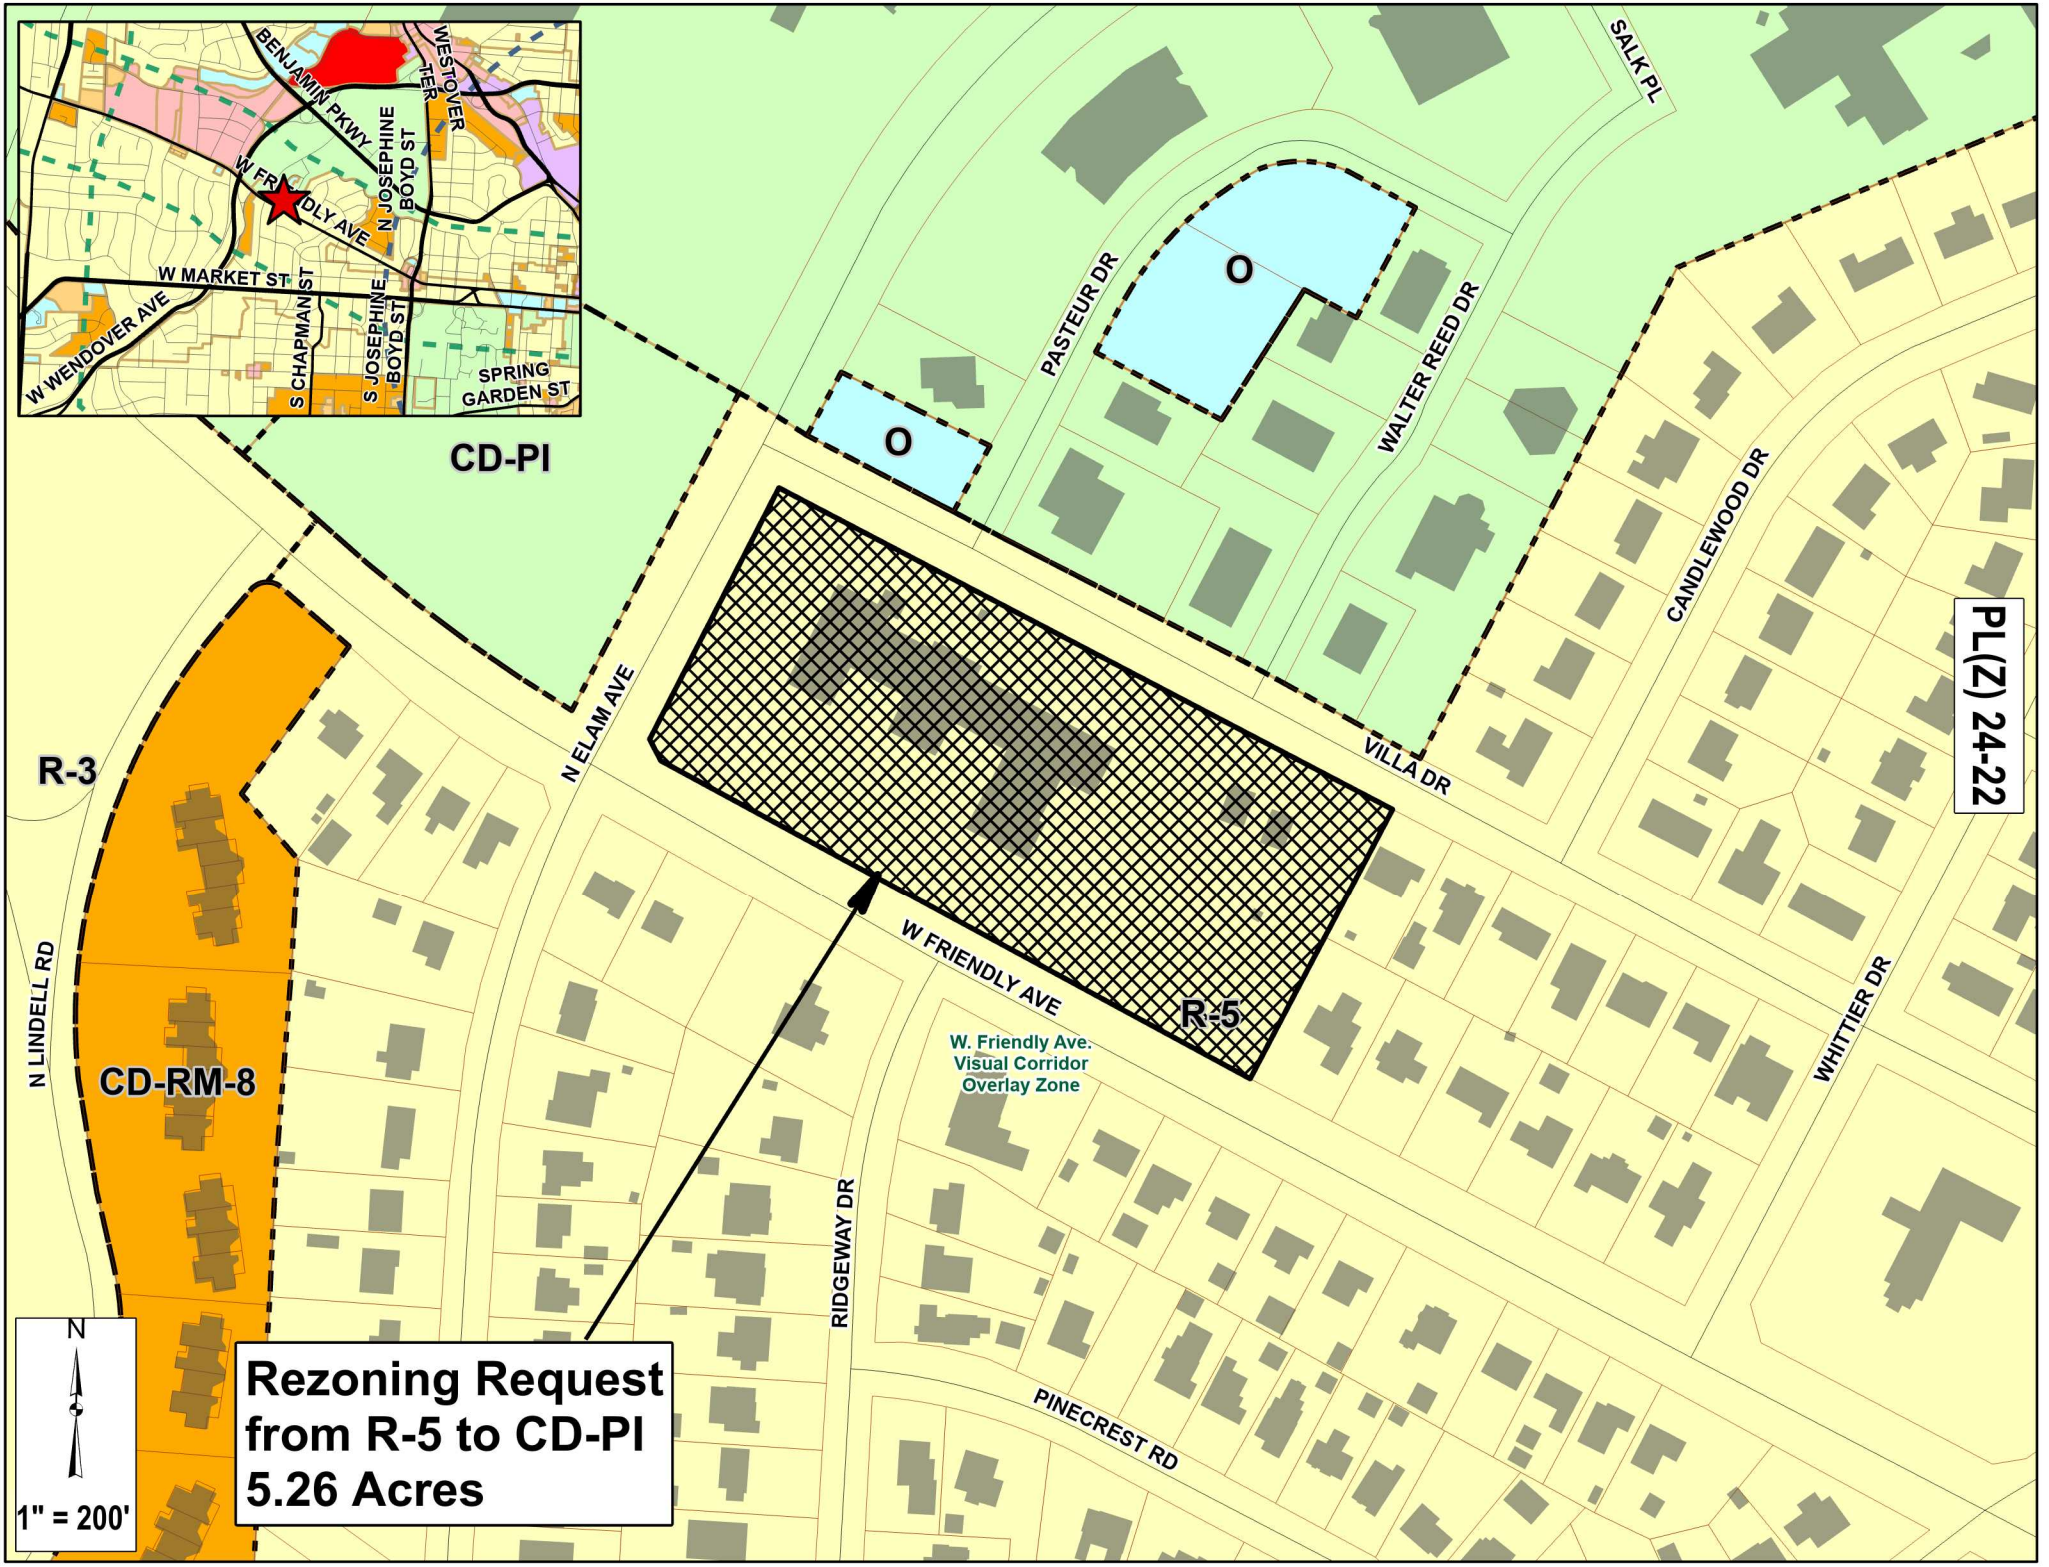 BENJAMIN PKWY
WESTOVER
TER
N JOSEPHINE
BOYD ST
W FR
DLY AVE
W MARKET ST
W WENDOVER AVE
S CHAPMAN ST
S JOSEPHINE
BOYD ST
SPRING
GARDEN ST
SALK PL
PASTEUR DR
WALTER REED DR
O
O
CD-PI
CANDLEWOOD DR
PL(Z) 24-22
N ELAM AVE
VILLA DR
R-3
N LINDELL RD
CD-RM-8
W FRIENDLY AVE
R-5
W. Friendly Ave.
Visual Corridor
Overlay Zone
WHITTIER DR
RIDGEWAY DR
PINECREST RD
N
1" = 200'
Rezoning Request
from R-5 to CD-PI
5.26 Acres